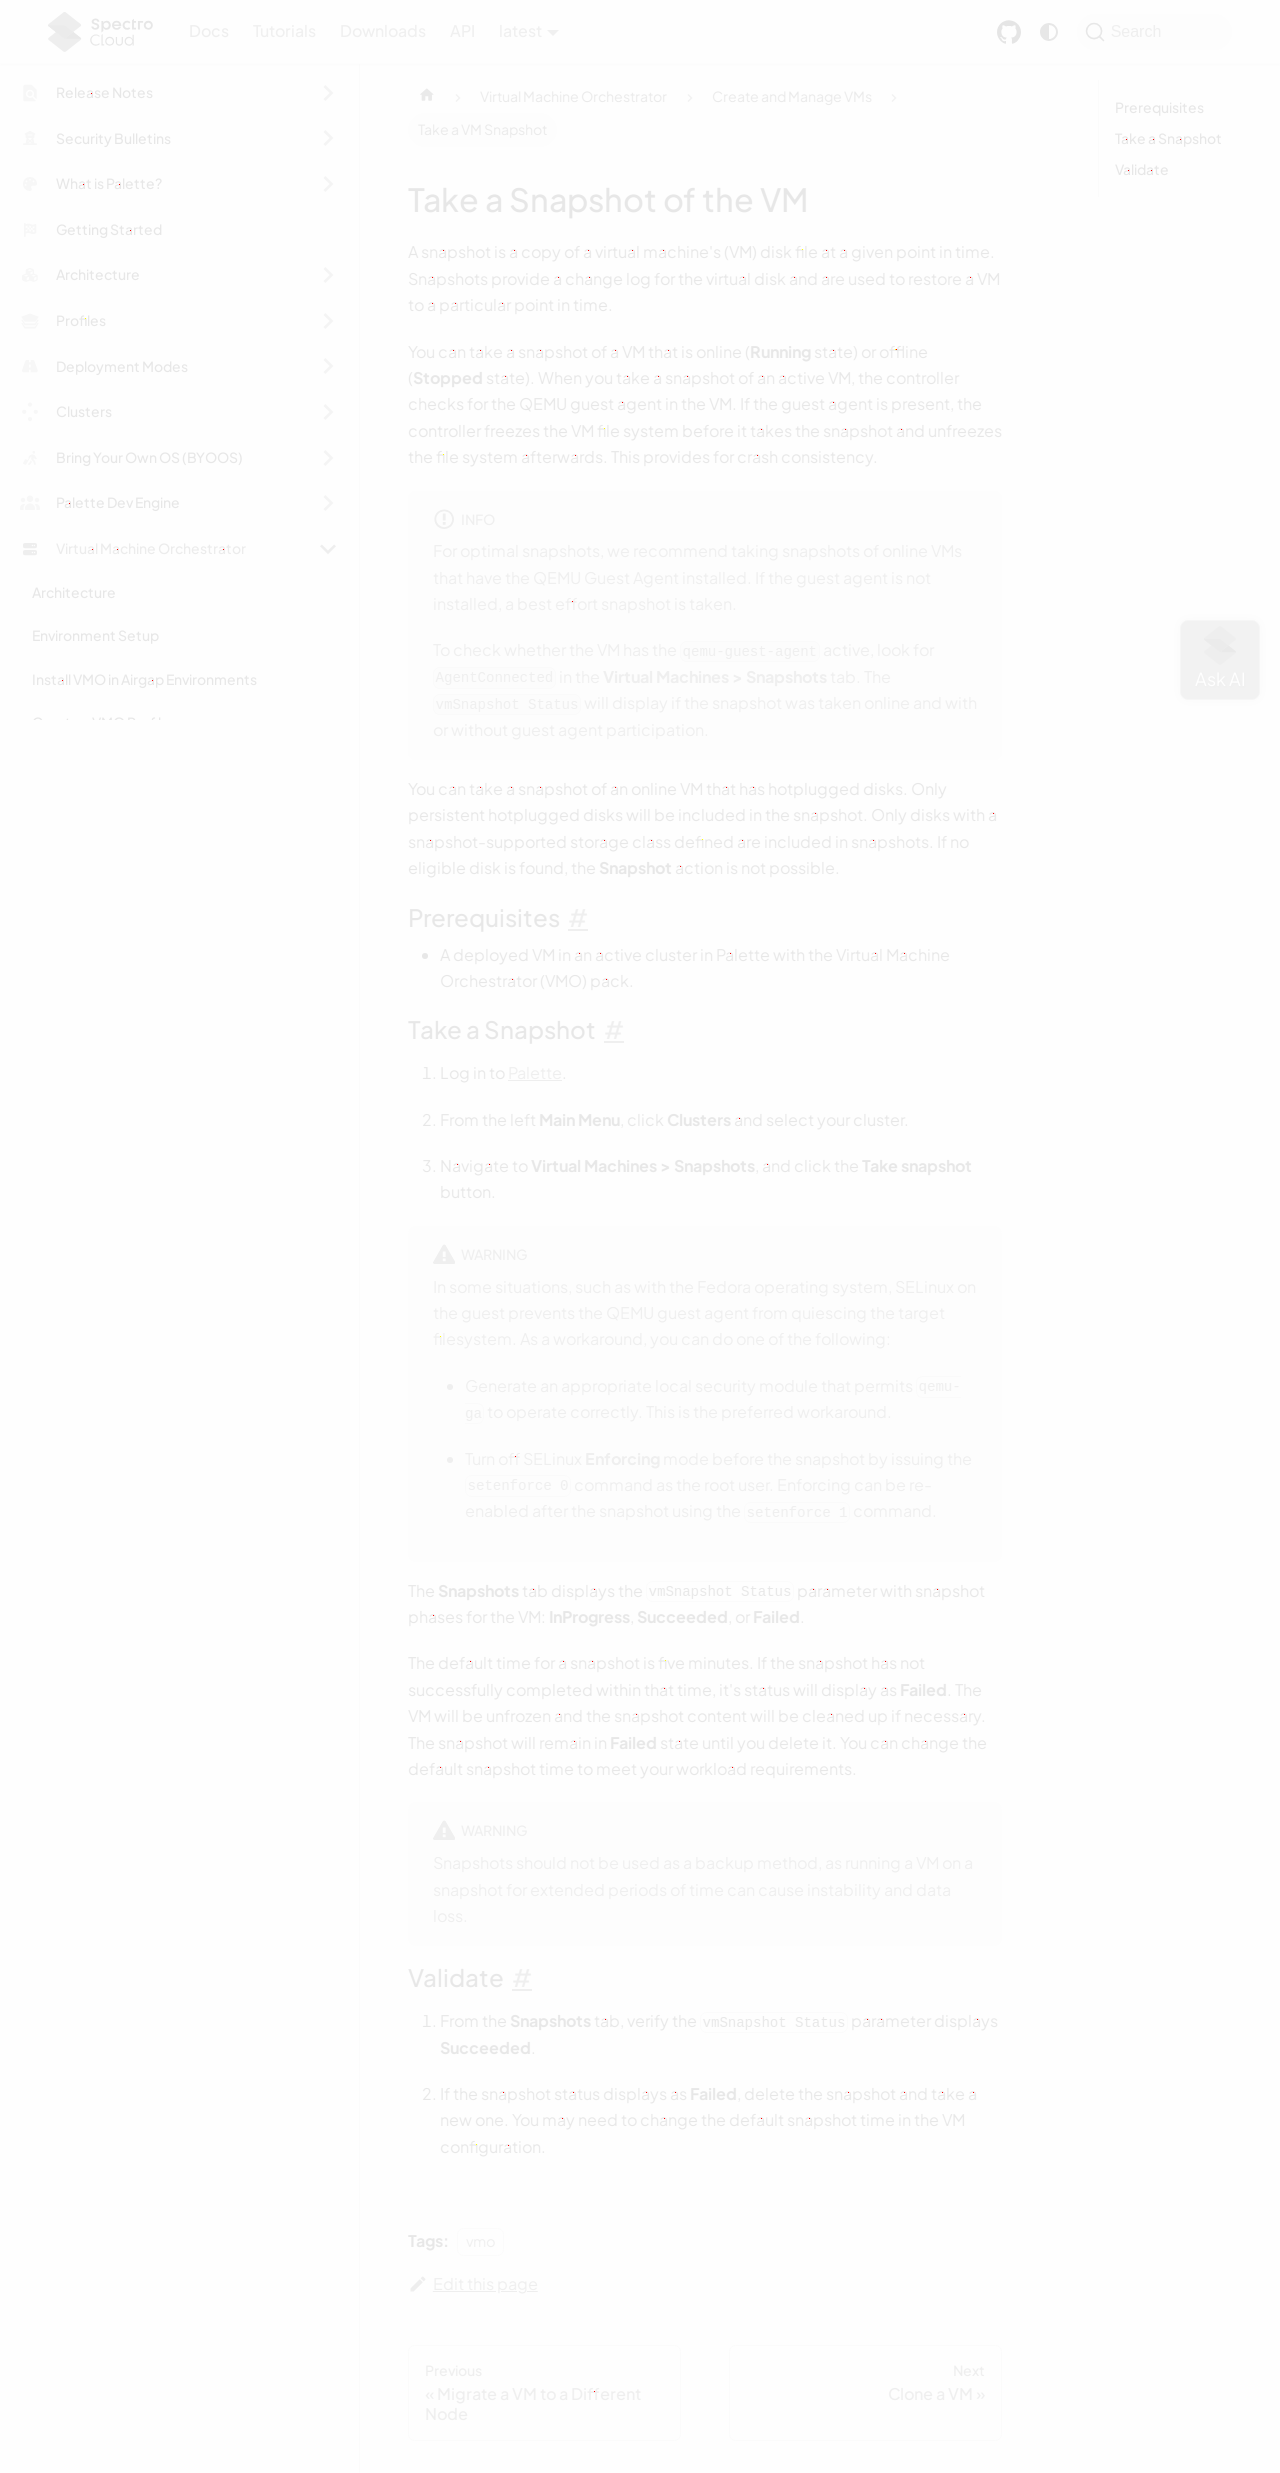 Spectro
Cloud
Docs
Tutorials
Downloads
API
latest
Search
Release Notes
Security Bulletins
What is Palette?
Getting Started
Architecture
Profiles
Deployment Modes
Clusters
Bring Your Own OS (BYOOS)
Palette Dev Engine
Virtual Machine Orchestrator
Architecture
Environment Setup
Install VMO in Airgap Environments
Virtual Machine Orchestrator
Create and Manage VMs
Take a VM Snapshot
Take a Snapshot of the VM
A snapshot is a copy of a virtual machine's (VM) disk file at a given point in time.
Snapshots provide a change log for the virtual disk and are used to restore a VM
to a particular point in time.
You can take a snapshot of a VM that is online (Running state) or offline
(Stopped state). When you take a snapshot of an active VM, the controller
checks for the QEMU guest agent in the VM. If the guest agent is present, the
controller freezes the VM file system before it takes the snapshot and unfreezes
the file system afterwards. This provides for crash consistency.
INFO
For optimal snapshots, we recommend taking snapshots of online VMs
that have the QEMU Guest Agent installed. If the guest agent is not
installed, a best effort snapshot is taken.
To check whether the VM has the qemu-guest-agent active, look for
AgentConnected in the Virtual Machines > Snapshots tab. The
vmSnapshot Status will display if the snapshot was taken online and with
or without guest agent participation.
You can take a snapshot of an online VM that has hotplugged disks. Only
persistent hotplugged disks will be included in the snapshot. Only disks with a
snapshot-supported storage class defined are included in snapshots. If no
eligible disk is found, the Snapshot action is not possible.
Prerequisites #
• A deployed VM in an active cluster in Palette with the Virtual Machine
Orchestrator (VMO) pack.
Take a Snapshot #
1. Log in to Palette.
2. From the left Main Menu, click Clusters and select your cluster.
3. Navigate to Virtual Machines > Snapshots, and click the Take snapshot
button.
WARNING
In some situations, such as with the Fedora operating system, SELinux on
the guest prevents the QEMU guest agent from quiescing the target
filesystem. As a workaround, you can do one of the following:
• Generate an appropriate local security module that permits qemu-
ga to operate correctly. This is the preferred workaround.
• Turn off SELinux Enforcing mode before the snapshot by issuing the
setenforce 0 command as the root user. Enforcing can be re-
enabled after the snapshot using the setenforce 1 command.
The Snapshots tab displays the vmSnapshot Status parameter with snapshot
phases for the VM: InProgress, Succeeded, or Failed.
The default time for a snapshot is five minutes. If the snapshot has not
successfully completed within that time, it's status will display as Failed. The
VM will be unfrozen and the snapshot content will be cleaned up if necessary.
The snapshot will remain in Failed state until you delete it. You can change the
default snapshot time to meet your workload requirements.
WARNING
Snapshots should not be used as a backup method, as running a VM on a
snapshot for extended periods of time can cause instability and data
loss.
Validate #
1. From the Snapshots tab, verify the vmSnapshot Status parameter displays
Succeeded.
2. If the snapshot status displays as Failed, delete the snapshot and take a
new one. You may need to change the default snapshot time in the VM
configuration.
Tags: vmo
Edit this page
Previous
« Migrate a VM to a Different
Node
Next
Clone a VM »
Prerequisites
Take a Snapshot
Validate
Ask AI